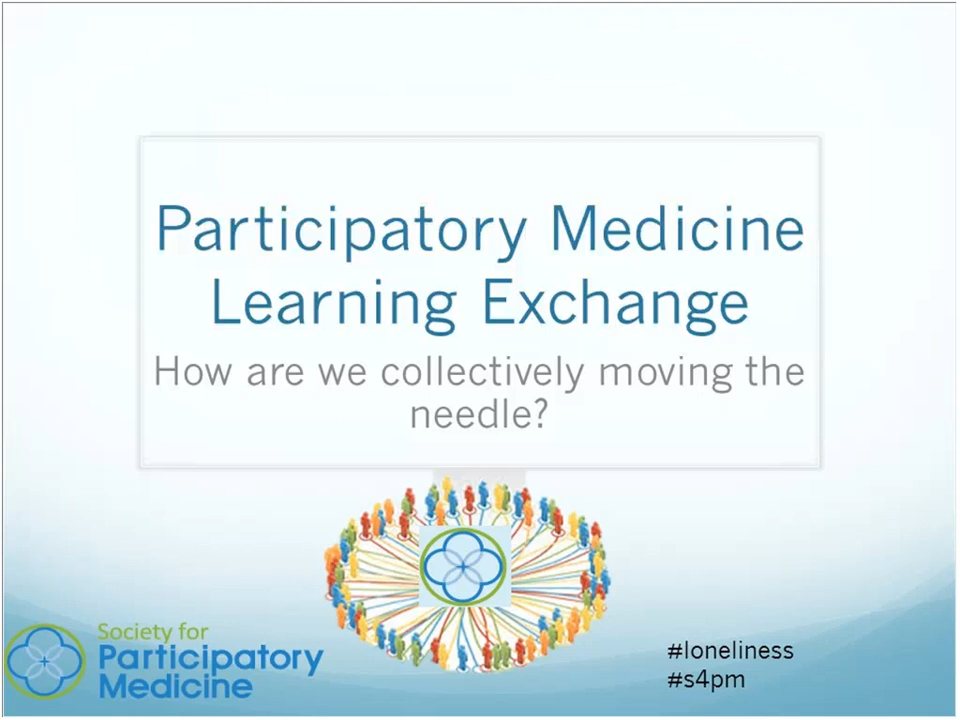 Participatory Medicine
Learning Exchange
How are we collectively moving the
needle?
Society for
Participatory
Medicine
#loneliness
#s4pm